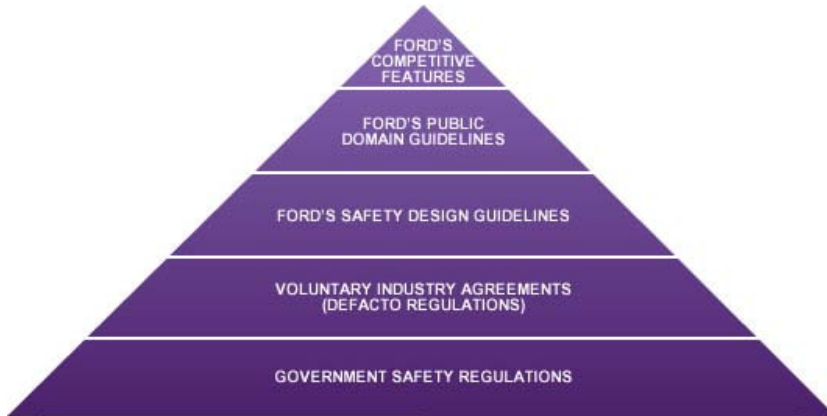 FORD'S
COMPETITIVE
FEATURES
FORD'S PUBLIC
DOMAIN GUIDELINES
FORD'S SAFETY DESIGN GUIDELINES
VOLUNTARY INDUSTRY AGREEMENTS
(DEFACTO REGULATIONS)
GOVERNMENT SAFETY REGULATIONS